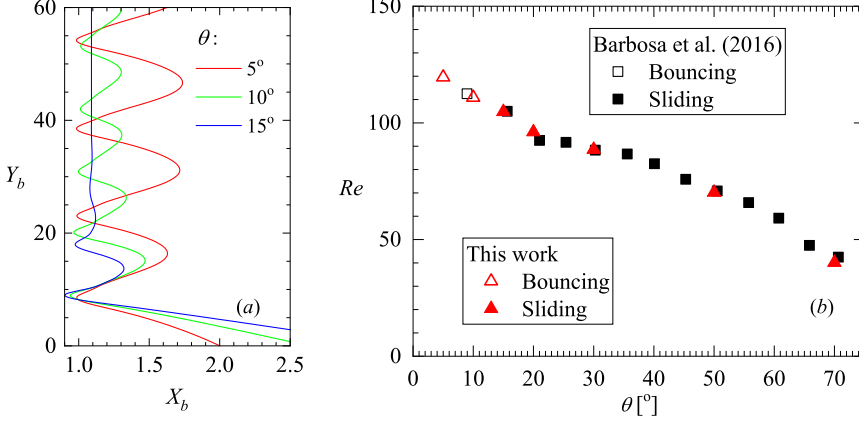 60
40
20
0
Y_b
θ :
5°
10°
15°
(a)
1.0
1.5
2.0
2.5
X_b
150
100
50
0
Re
Barbosa et al. (2016)
Bouncing
Sliding
This work
Bouncing
Sliding
(b)
0
10
20
30
40
50
60
70
θ [°]